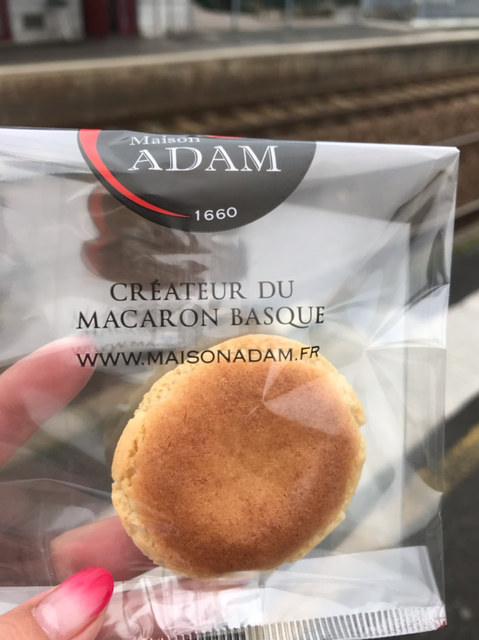 Maison
ADAM
1660
CRÉATEUR DU
MACARON BASQUE
WWW.MAISONADAM.FR